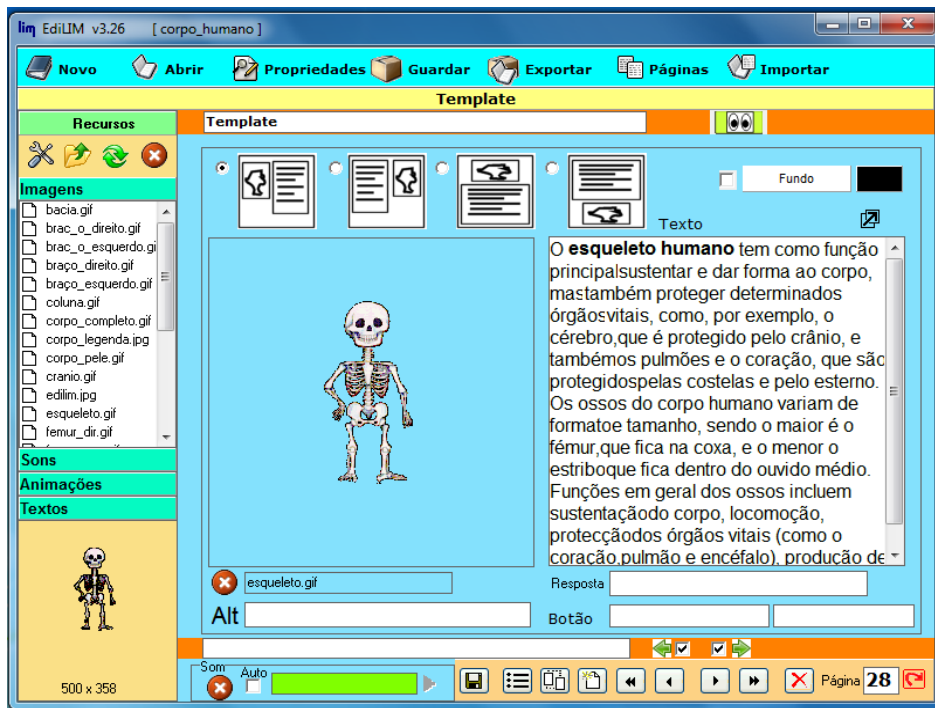 lim EdiLIM v3.26 [ corpo_humano ]
Novo Abrir Propriedades Guardar Exportar Páginas Importar
Template
Recursos
Template
Imagens
bacia.gif
brac_o_direito.gif
brac_o_esquerdo.gi
braço_direito.gif
braço_esquerdo.gif
coluna.gif
corpo_completo.gif
corpo_legenda.jpg
corpo_pele.gif
cranio.gif
edilim.jpg
esqueleto.gif
femur_dir.gif
Sons
Animações
Textos
500 x 358
Fundo
Texto
O esqueleto humano tem como função
principalsustentar e dar forma ao corpo,
mastambém proteger determinados
órgãosvitais, como, por exemplo, o
cérebro,que é protegido pelo crânio, e
tambémos pulmões e o coração, que são
protegidospelas costelas e pelo esterno.
Os ossos do corpo humano variam de
formatoe tamanho, sendo o maior é o
fémur,que fica na coxa, e o menor o
estriboque fica dentro do ouvido médio.
Funções em geral dos ossos incluem
sustentaçãodo corpo, locomoção,
protecçãodos órgãos vitais (como o
coração,pulmão e encéfalo), produção de
esqueleto.gif
Resposta
Alt
Botão
Som
Auto
Página 28